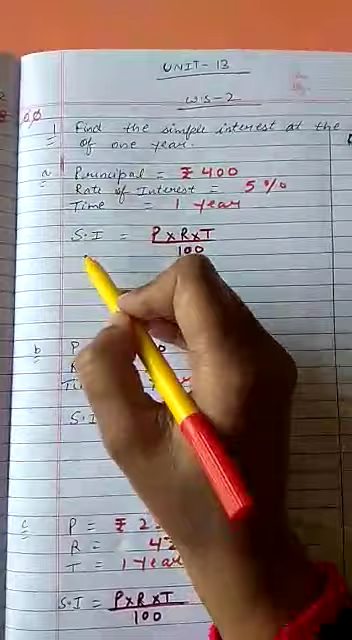 UNIT-13
W.S-2
1 Find the simple interest at the
of one year.
a Principal = ₹ 400
Rate of Interest = 5%
Time = 1 year
S.I = P×R×T
100
b P
R
S.I
c P = ₹ 2
R = 4
T = 1 year
S.I = P×R×T
100